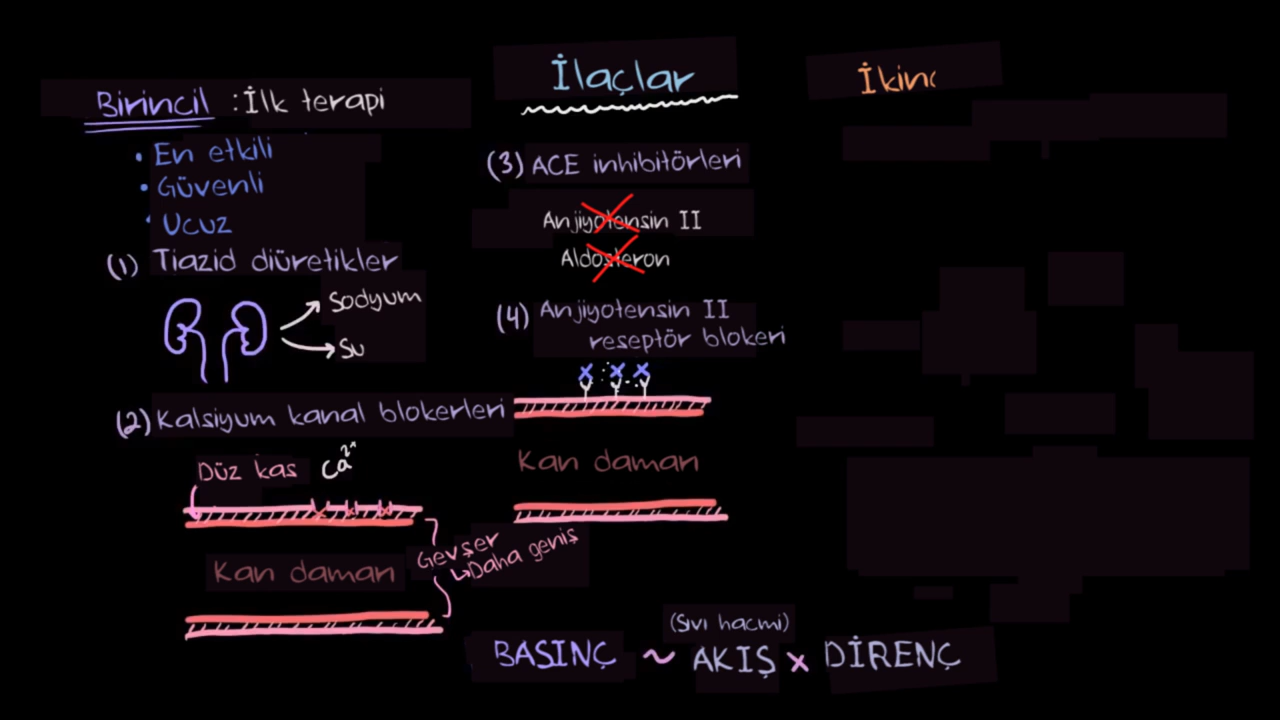 İlaçlar
Birincil : İlk terapi
• En etkili
• Güvenli
• Ucuz
(1) Tiazid diüretikler
Sodyum
Su
(2) Kalsiyum kanal blokerleri
Düz kas
Ca²⁺
Kan damarı
Gevşer
↳Daha geniş
(3) ACE inhibitörleri
Anjiyotensin II
Aldosteron
(4) Anjiyotensin II
reseptör blokeri
Kan damarı
İkinc
(Sıvı hacmi)
BASINÇ ~ AKIŞ x DİRENÇ